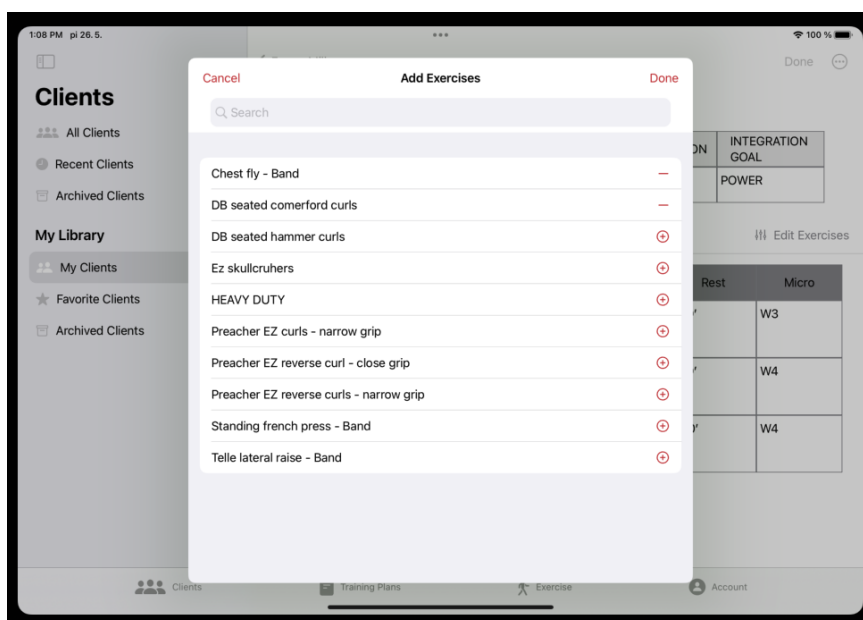 1:08 PM pi 26. 5.
100 %
Done
Clients
All Clients
Recent Clients
Archived Clients
My Library
My Clients
Favorite Clients
Archived Clients
Cancel
Add Exercises
Done
Search
Chest fly - Band
DB seated comerford curls
DB seated hammer curls
Ez skullcruhers
HEAVY DUTY
Preacher EZ curls - narrow grip
Preacher EZ reverse curl - close grip
Preacher EZ reverse curls - narrow grip
Standing french press - Band
Telle lateral raise - Band
INTEGRATION
GOAL
POWER
Edit Exercises
Rest
Micro
W3
W4
W4
Clients
Training Plans
Exercise
Account